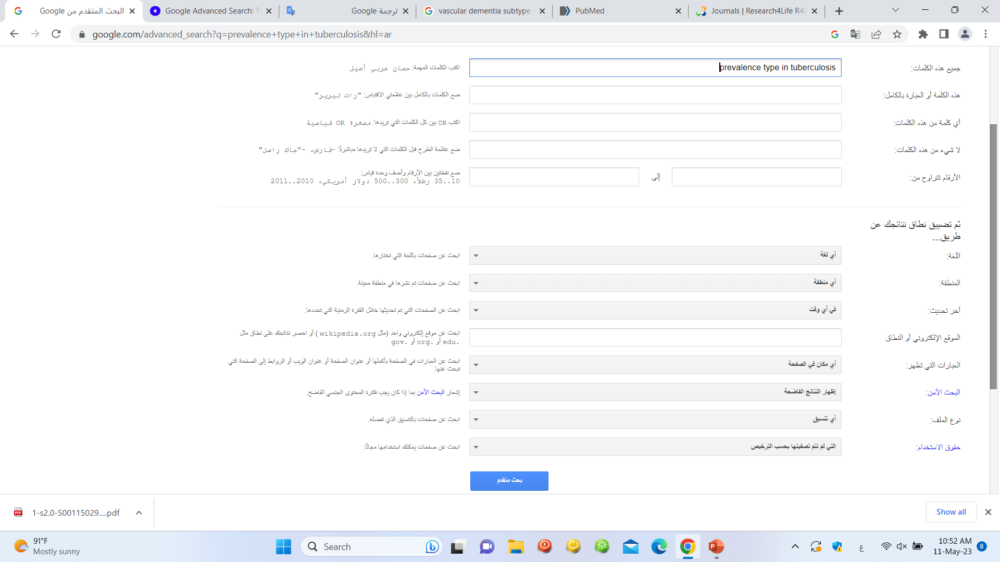 البحث المتقدم من Google
Google Advanced Search: T
ترجمة Google
vascular dementia subtype
PubMed
Journals | Research4Life R4
google.com/advanced_search?q=prevalence+type+in+tuberculosis&hl=ar
جميع هذه الكلمات:
prevalence type in tuberculosis
اكتب الكلمات المهمة: حصان عربي أصيل
هذه الكلمة أو العبارة بالكامل:
ضع الكلمات بالكامل بين علامتي الاقتباس: "رات تيرير"
أي كلمة من هذه الكلمات:
اكتب OR بين كل الكلمات التي تريدها: مصغرة OR قياسية
لا شيء من هذه الكلمات:
ضع علامة الطرح قبل الكلمات التي لا تريدها مباشرةً: -قارض، -"جاك راسل"
الأرقام تتراوح من:
إلى
ضع نقطتين بين الأرقام وأضف وحدة قياس:
10..35 رطلاً، 300..500 دولار أمريكي، 2010..2011
ثم تضييق نطاق نتائجك عن
طريق...
اللغة:
أي لغة
ابحث عن صفحات باللغة التي تختارها.
المنطقة:
أي منطقة
ابحث عن صفحات تم نشرها في منطقة معينة.
آخر تحديث:
في أي وقت
ابحث عن الصفحات التي تم تحديثها خلال الفترة الزمنية التي تحددها.
الموقع الإلكتروني أو النطاق
ابحث عن موقع إلكتروني واحد (مثل wikipedia.org ) أو احصر نتائجك على نطاق مثل
.edu أو .org أو .gov
العبارات التي تظهر:
أي مكان في الصفحة
ابحث عن العبارات في الصفحة بأكملها أو عنوان الصفحة أو عنوان الويب أو الروابط إلى الصفحة التي
تبحث عنها.
البحث الآمن:
إظهار النتائج الفاضحة
إشعار البحث الآمن بما إذا كان يجب فلترة المحتوى الجنسي الفاضح.
نوع الملف:
أي تنسيق
ابحث عن صفحات بالتنسيق الذي تفضله.
حقوق الاستخدام:
التي لم تتم تصفيتها بحسب الترخيص
ابحث عن صفحات يمكنك استخدامها مجانًا.
بحث متقدم
1-s2.0-S00115029....pdf
Show all
91°F
Mostly sunny
Search
ع
10:52 AM
11-May-23
8